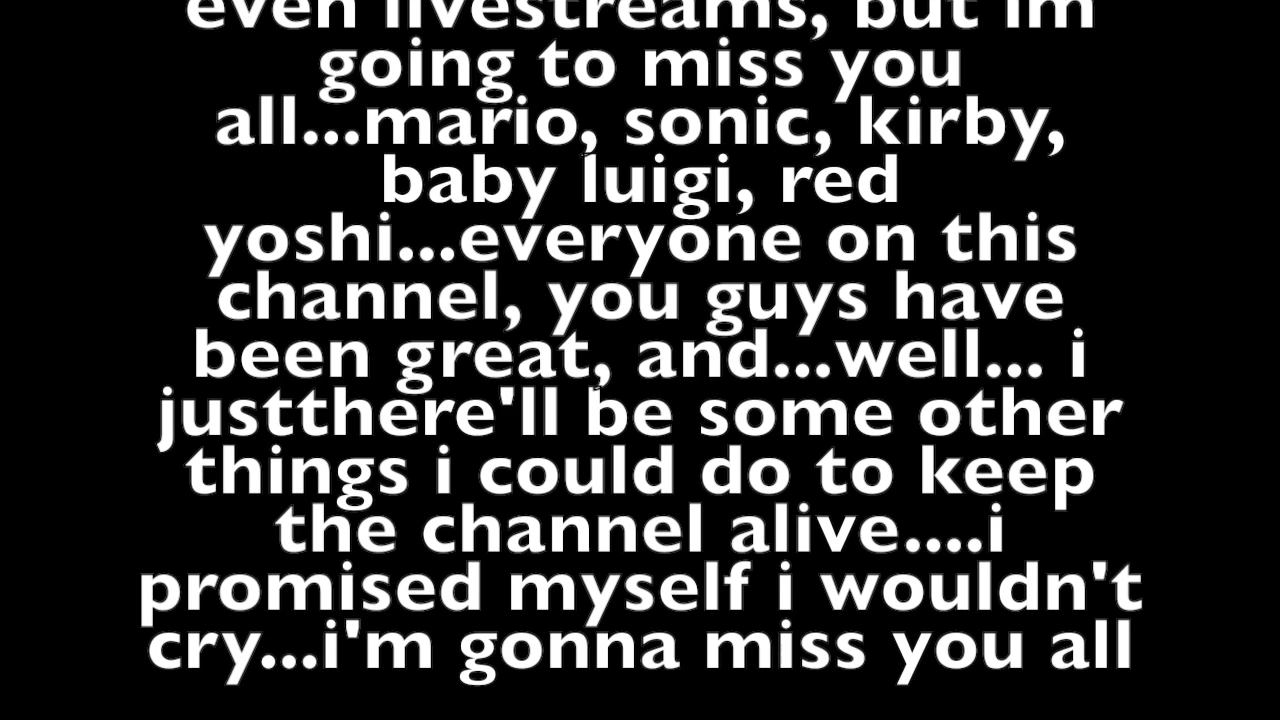 even livestreams, but im
going to miss you
all...mario, sonic, kirby,
baby luigi, red
yoshi...everyone on this
channel, you guys have
been great, and...well... i
justthere'll be some other
things i could do to keep
the channel alive....i
promised myself i wouldn't
cry...i'm gonna miss you all